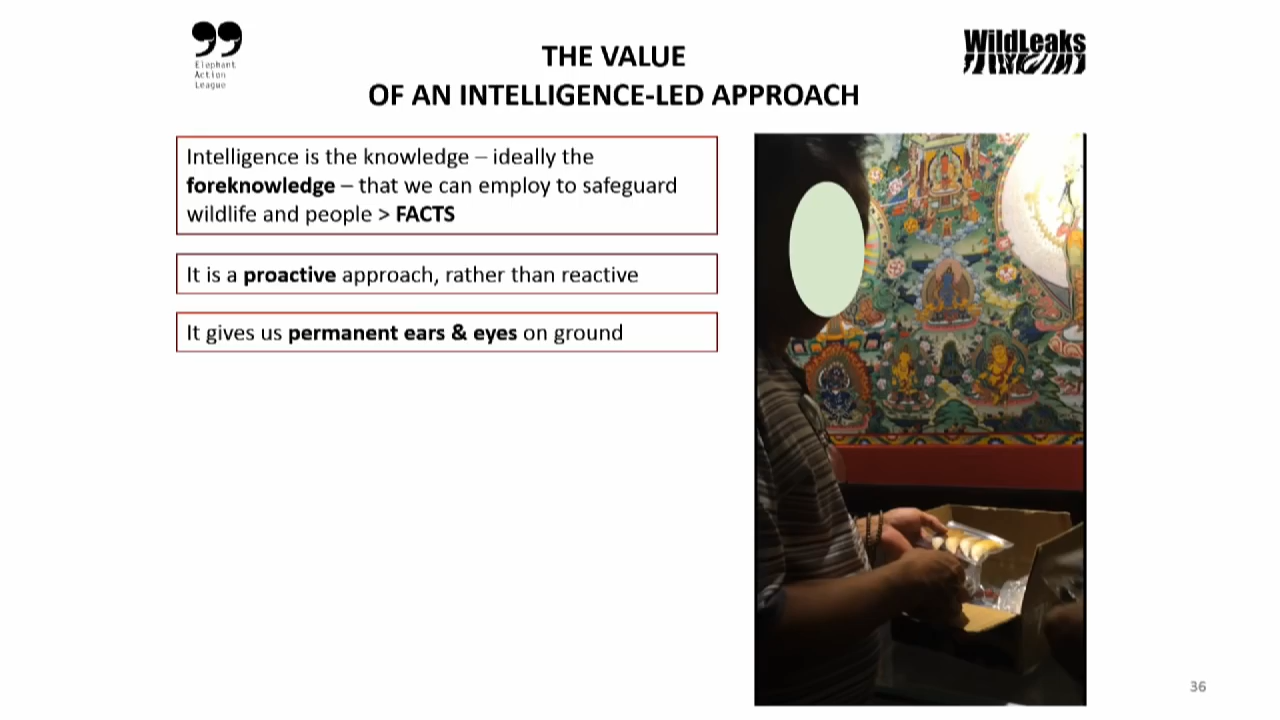 Elephant
Action
League
WildLeaks
THE VALUE
OF AN INTELLIGENCE-LED APPROACH
Intelligence is the knowledge – ideally the
foreknowledge – that we can employ to safeguard
wildlife and people > FACTS
It is a proactive approach, rather than reactive
It gives us permanent ears & eyes on ground
36